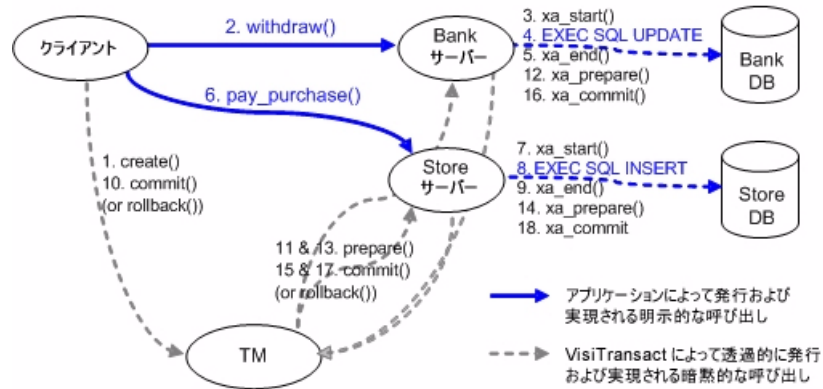 クライアント
2. withdraw()
Bank
サーバー
3. xa_start()
4. EXEC SQL UPDATE
5. xa_end()
12. xa_prepare()
16. xa_commit()
Bank
DB
6. pay_purchase()
1. create()
10. commit()
(or rollback())
Store
サーバー
7. xa_start()
8. EXEC SQL INSERT
9. xa_end()
14. xa_prepare()
18. xa_commit
Store
DB
11 & 13. prepare()
15 & 17. commit()
(or rollback())
TM
アプリケーションによって発行および
実現される明示的な呼び出し
VisiTransact によって透過的に発行
および実現される暗黙的な呼び出し